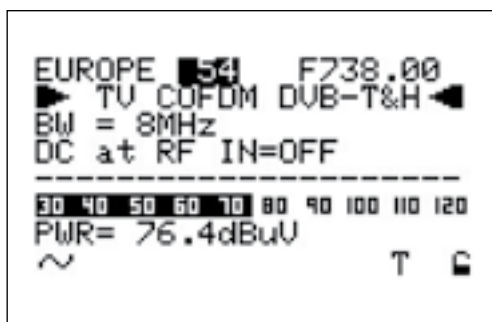 EUROPE 54 F738.00
TV COFDM DVB-T&H
BW = 8MHz
DC at RF IN=OFF
30 40 50 60 70 80 90 100 110 120
PWR= 76.4dBuV
T